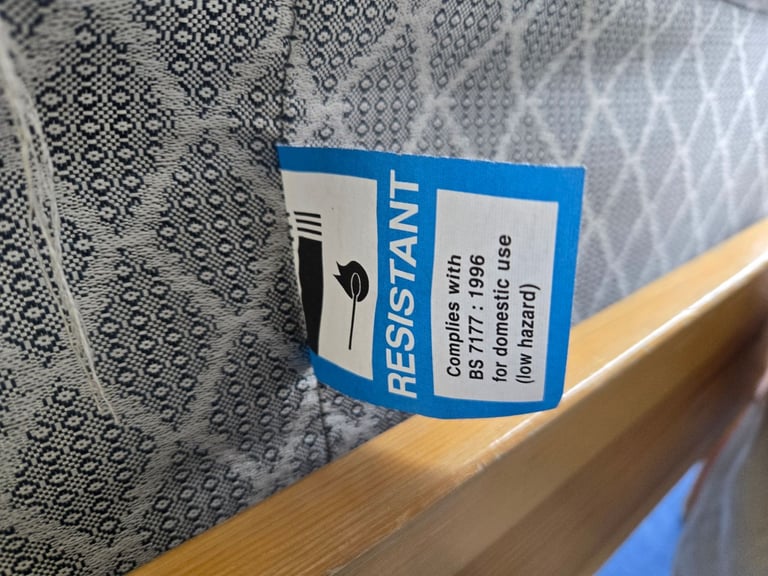 RESISTANT
Complies with
BS 7177 : 1996
for domestic use
(low hazard)